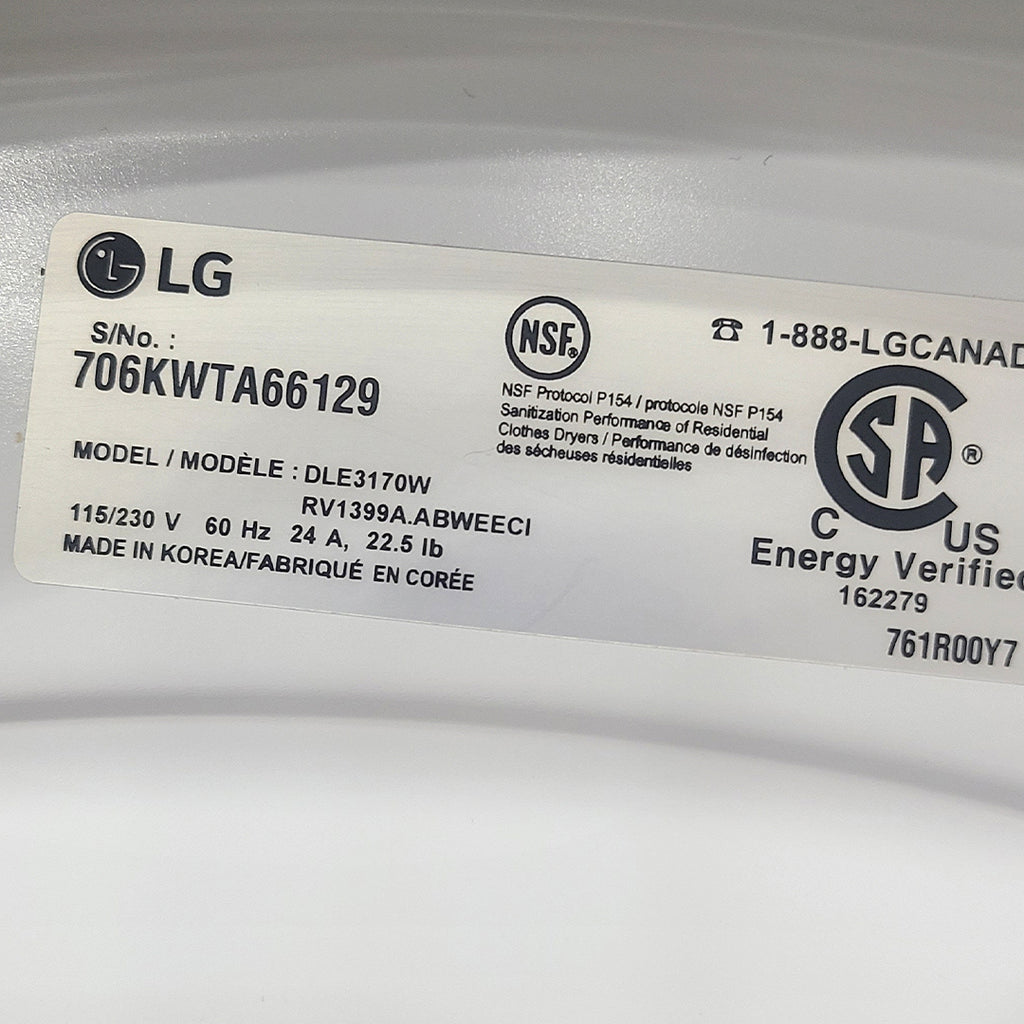 LG
S/No. :
706KWTA66129
MODEL / MODÈLE : DLE3170W
RV1399A.ABWEECI
115/230 V 60 Hz 24 A, 22.5 lb
MADE IN KOREA/FABRIQUÉ EN CORÉE
NSF®
NSF Protocol P154 / protocole NSF P154
Sanitization Performance of Residential
Clothes Dryers / Performance de désinfection
des sécheuses résidentielles
☎ 1-888-LGCANAD
SA ®
C US
Energy Verified
162279
761R00Y7